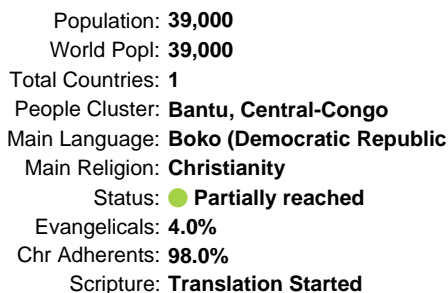 Population: 39,000
World Popl: 39,000
Total Countries: 1
People Cluster: Bantu, Central-Congo
Main Language: Boko (Democratic Republic
Main Religion: Christianity
Status: Partially reached
Evangelicals: 4.0%
Chr Adherents: 98.0%
Scripture: Translation Started